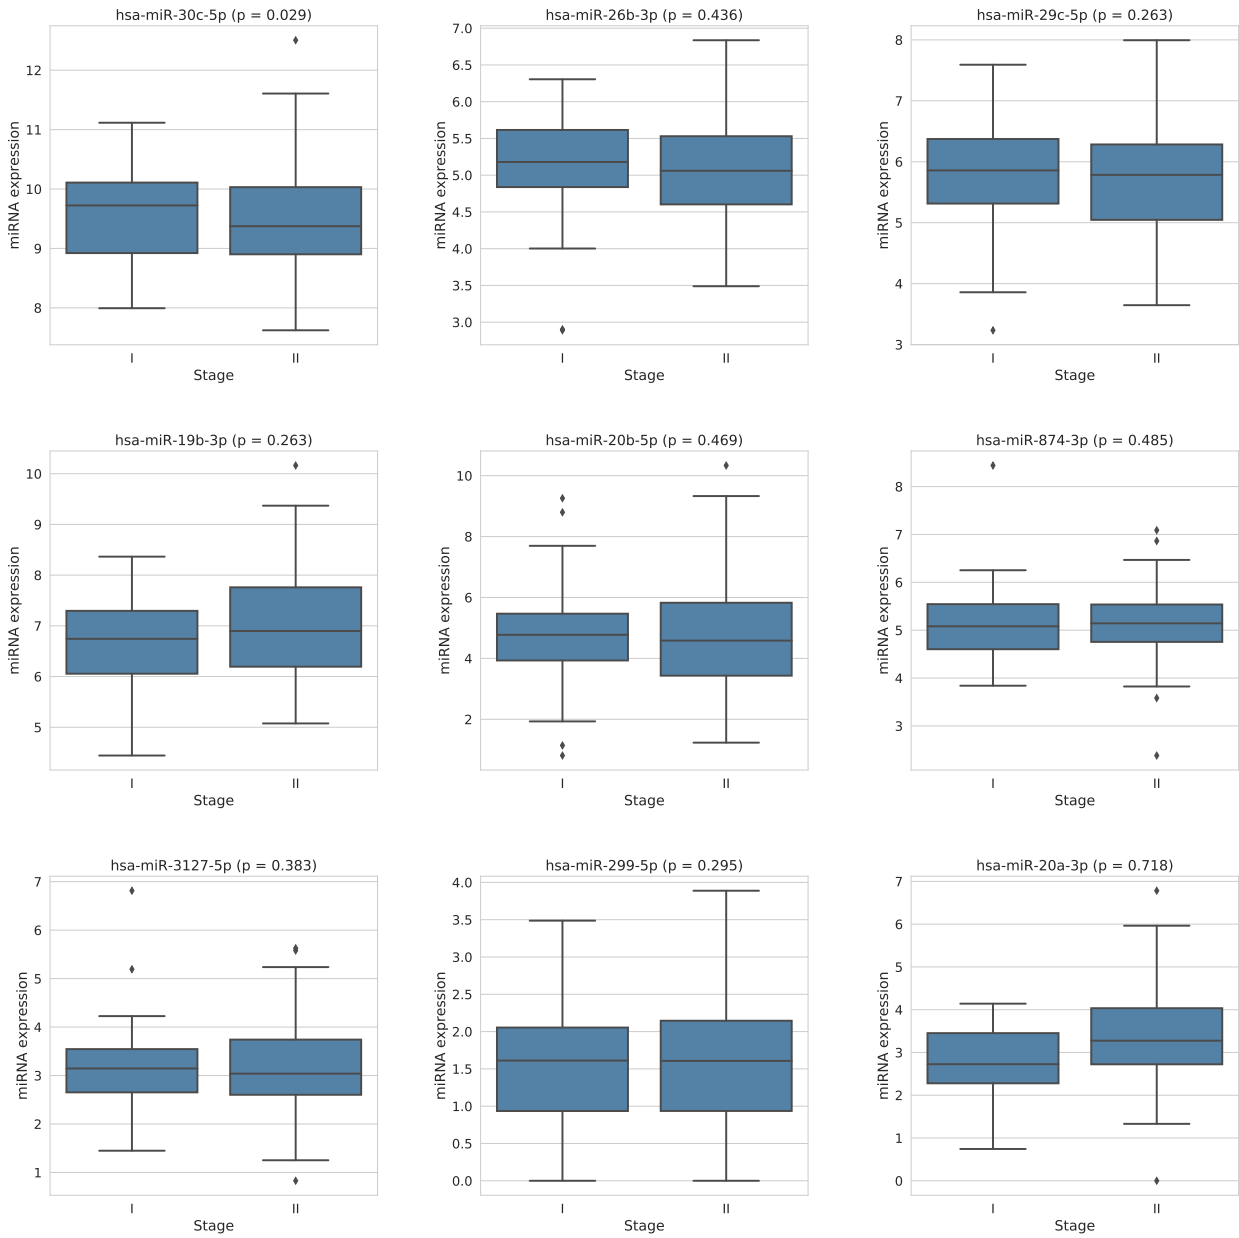 hsa-miR-30c-5p (p = 0.029)
miRNA expression
12
11
10
9
8
I
II
Stage
hsa-miR-26b-3p (p = 0.436)
miRNA expression
7.0
6.5
6.0
5.5
5.0
4.5
4.0
3.5
3.0
I
II
Stage
hsa-miR-29c-5p (p = 0.263)
miRNA expression
8
7
6
5
4
3
I
II
Stage
hsa-miR-19b-3p (p = 0.263)
miRNA expression
10
9
8
7
6
5
I
II
Stage
hsa-miR-20b-5p (p = 0.469)
miRNA expression
10
8
6
4
2
I
II
Stage
hsa-miR-874-3p (p = 0.485)
miRNA expression
8
7
6
5
4
3
I
II
Stage
hsa-miR-3127-5p (p = 0.383)
miRNA expression
7
6
5
4
3
2
1
I
II
Stage
hsa-miR-299-5p (p = 0.295)
miRNA expression
4.0
3.5
3.0
2.5
2.0
1.5
1.0
0.5
0.0
I
II
Stage
hsa-miR-20a-3p (p = 0.718)
miRNA expression
7
6
5
4
3
2
1
0
I
II
Stage